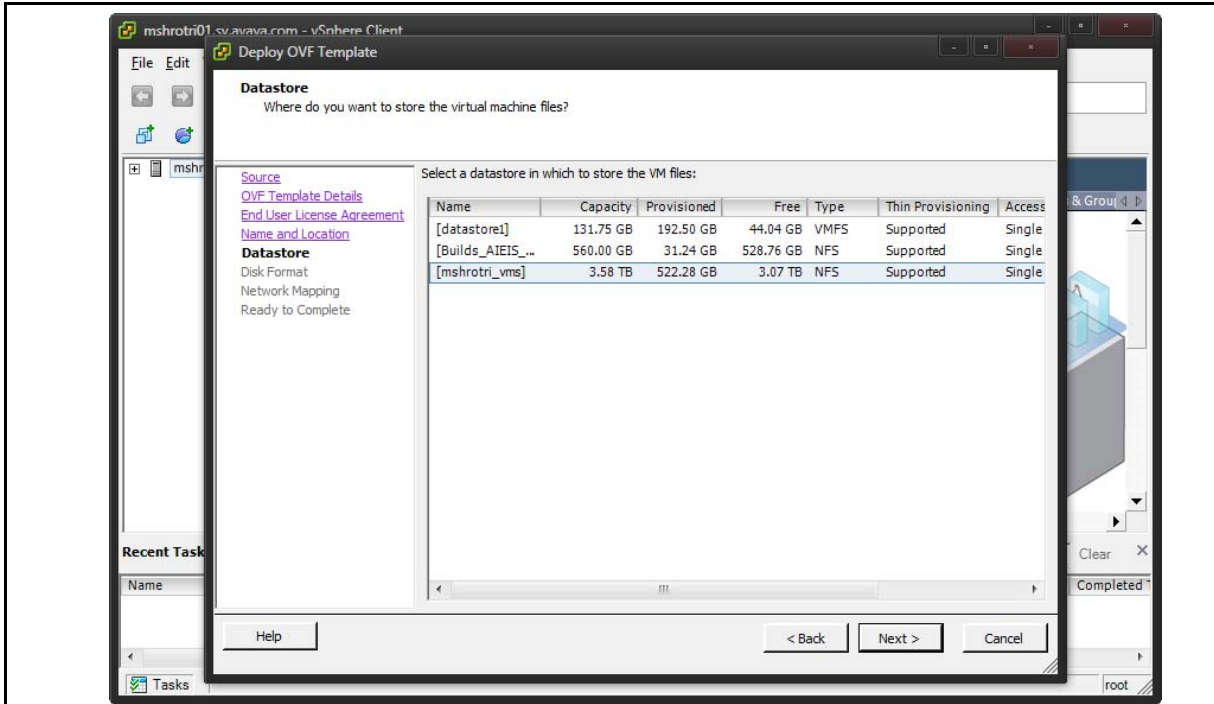 mshrotri01.sv.avaya.com - vSphere Client
Deploy OVF Template
File Edit
Datastore
Where do you want to store the virtual machine files?
mshr
Source
OVF Template Details
End User License Agreement
Name and Location
Datastore
Disk Format
Network Mapping
Ready to Complete
Select a datastore in which to store the VM files:
Name Capacity Provisioned Free Type Thin Provisioning Access
[datastore1] 131.75 GB 192.50 GB 44.04 GB VMFS Supported Single
[Builds_AIEIS_... 560.00 GB 31.24 GB 528.76 GB NFS Supported Single
[mshrotri_vms] 3.58 TB 522.28 GB 3.07 TB NFS Supported Single
& Grou
Recent Task
Clear
Name
Completed T
Help
< Back
Next >
Cancel
Tasks
root